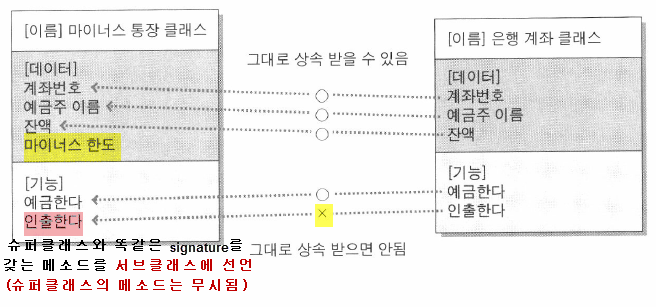 [이름] 마이너스 통장 클래스
[데이터]
계좌번호
예금주 이름
잔액
마이너스 한도
[기능]
예금한다
인출한다
슈퍼클래스와 똑같은 signature를
갖는 메소드를 서브클래스에 선언
(슈퍼클래스의 메소드는 무시됨)
그대로 상속 받을 수 있음
○
○
○
○
×
그대로 상속 받으면 안됨
[이름] 은행 계좌 클래스
[데이터]
계좌번호
예금주 이름
잔액
[기능]
예금한다
인출한다